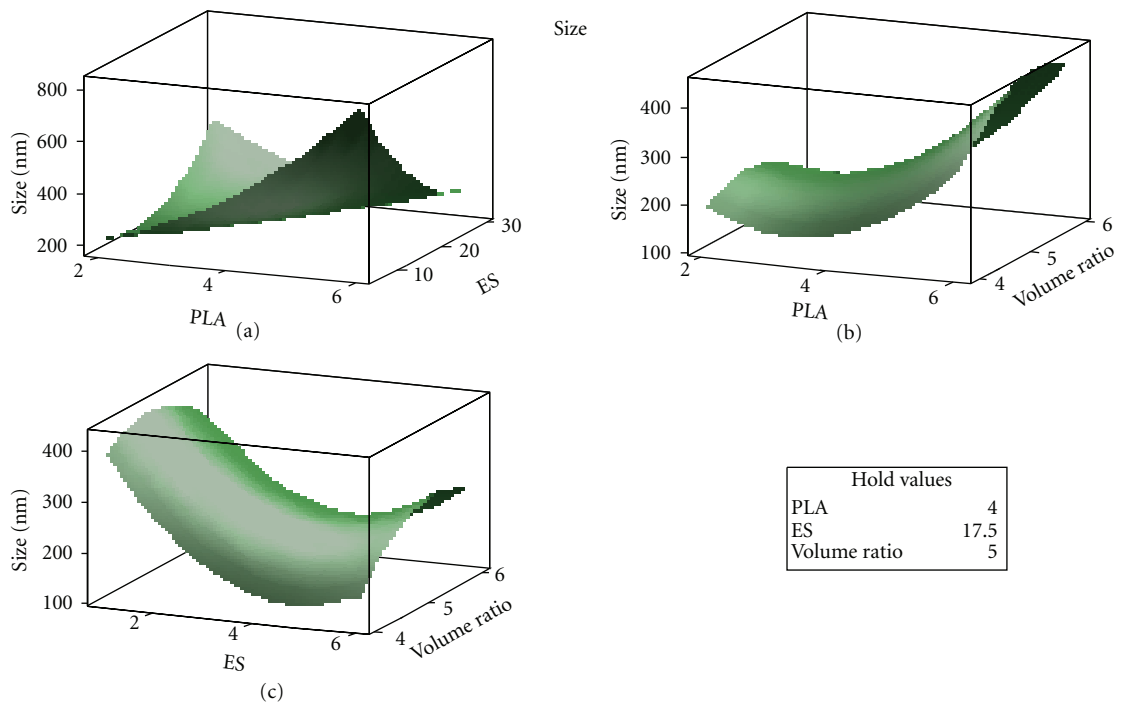 Size
800
600
400
200
Size (nm)
2
4
6
PLA
10
20
30
ES
(a)
400
300
200
100
Size (nm)
2
4
6
PLA
4
5
6
Volume ratio
(b)
400
300
200
100
Size (nm)
2
4
6
ES
4
5
6
Volume ratio
(c)
Hold values
PLA 4
ES 17.5
Volume ratio 5